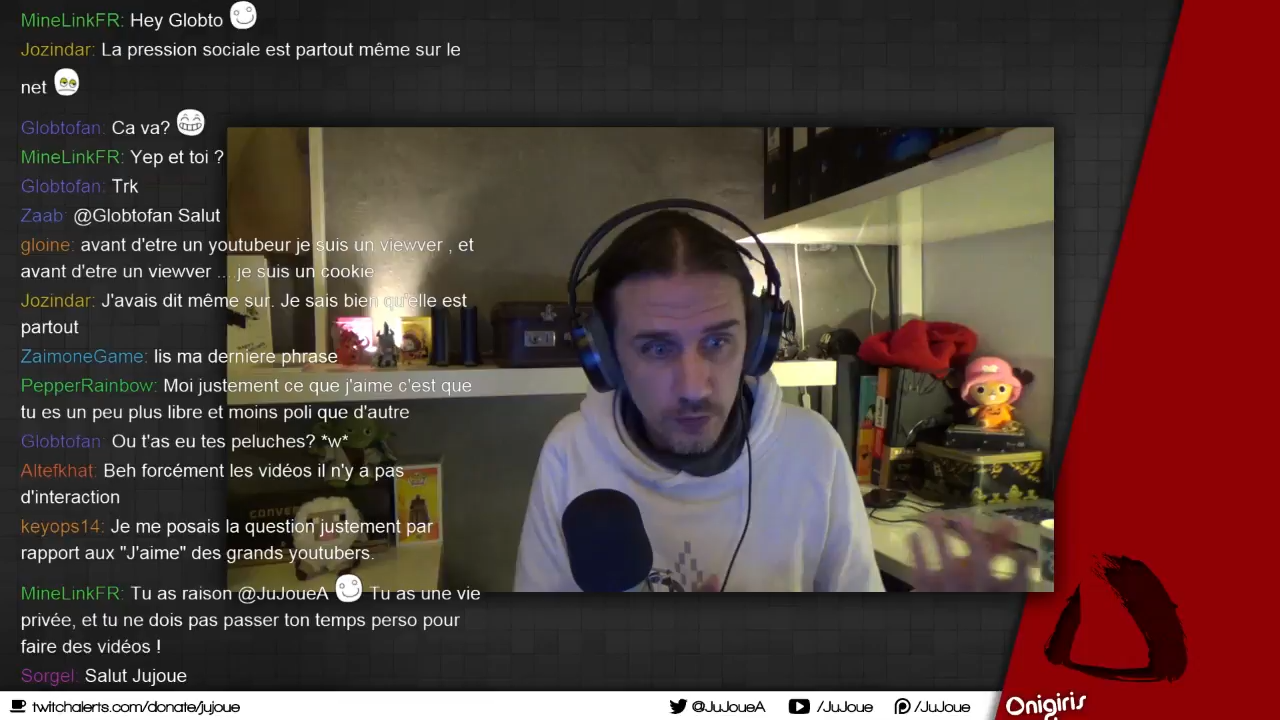 MineLinkFR: Hey Globto
Jozindar: La pression sociale est partout même sur le
net
Globtofan: Ca va?
MineLinkFR: Yep et toi ?
Globtofan: Trk
Zaab: @Globtofan Salut
gloine: avant d'etre un youtubeur je suis un viewver , et
avant d'etre un viewver ... je suis un cookie
Jozindar: J'avais dit même sur. Je sais bien qu'elle est
partout
ZaimoneGame: lis ma derniere phrase
PepperRainbow: Moi justement ce que j'aime c'est que
tu es un peu plus libre et moins poli que d'autre
Globtofan: Ou t'as eu tes peluches? *w*
Altefkhat: Beh forcément les vidéos il n'y a pas
d'interaction
keyops14: Je me posais la question justement par
rapport aux "J'aime" des grands youtubers.
MineLinkFR: Tu as raison @JuJoueA Tu as une vie
privée, et tu ne dois pas passer ton temps perso pour
faire des vidéos !
Sorgel: Salut Jujoue
twitchalerts.com/donate/jujoue
@JuJoueA
/JuJoue
/JuJoue
Onigiris